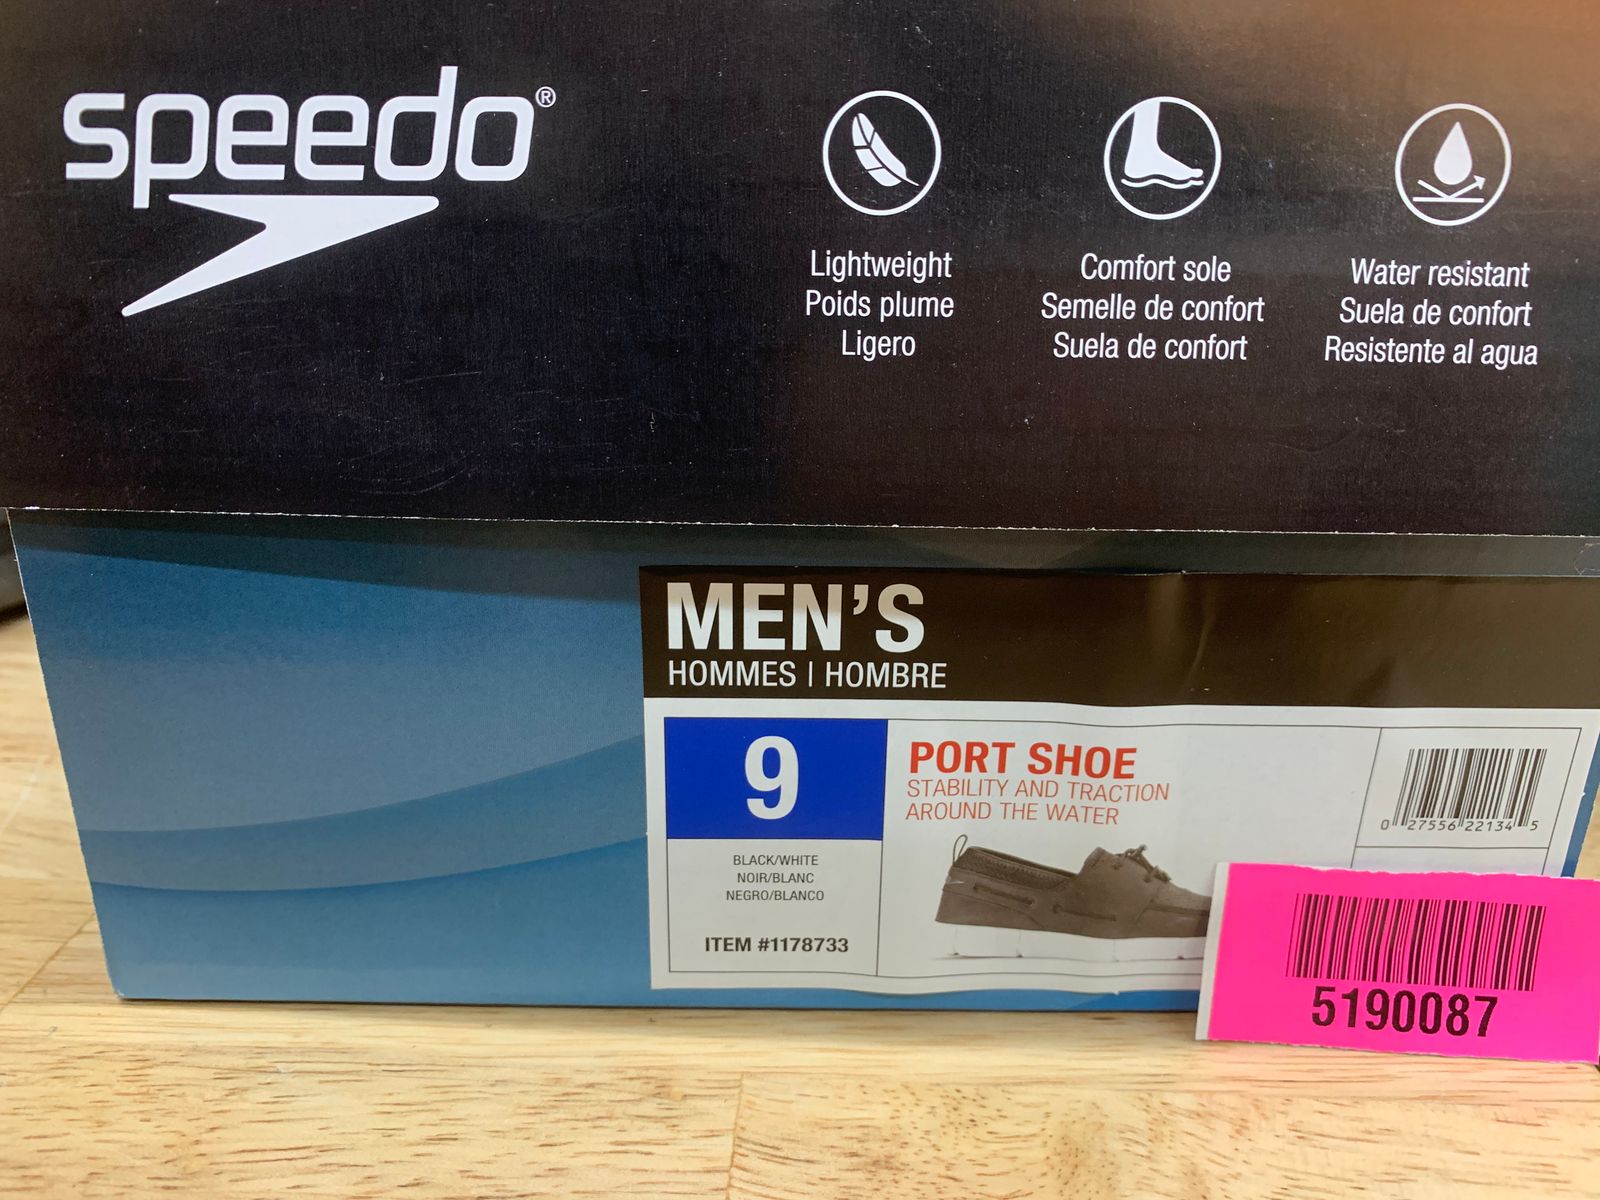 speedo®
Lightweight
Poids plume
Ligero
Comfort sole
Semelle de confort
Suela de confort
Water resistant
Suela de confort
Resistente al agua
MEN'S
HOMMES | HOMBRE
9
BLACK/WHITE
NOIR/BLANC
NEGRO/BLANCO
ITEM #1178733
PORT SHOE
STABILITY AND TRACTION
AROUND THE WATER
0 27556 22134 5
5190087